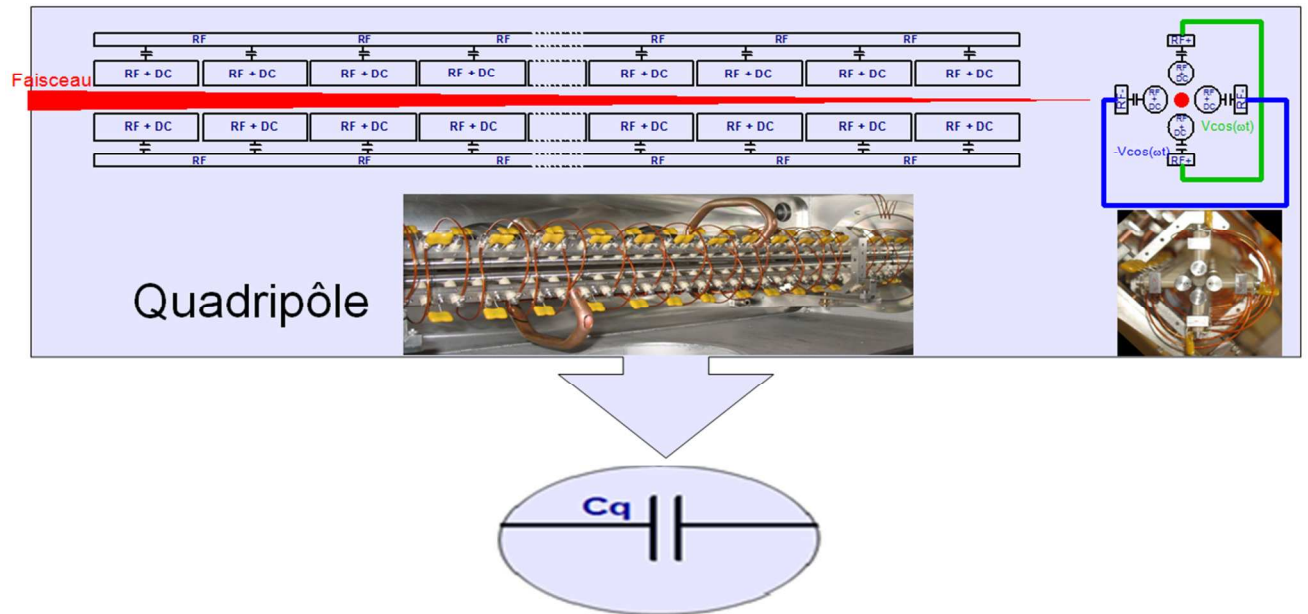 RF RF RF RF RF RF
RF + DC RF + DC RF + DC RF + DC RF + DC RF + DC RF + DC RF + DC
Faisceau
RF + DC RF + DC RF + DC RF + DC RF + DC RF + DC RF + DC RF + DC
RF RF RF RF RF RF
RF+
RF + DC
RF- RF + DC RF + DC RF-
RF + DC
Vcos(ωt)
-Vcos(ωt)
RF+
Quadripôle
Cq